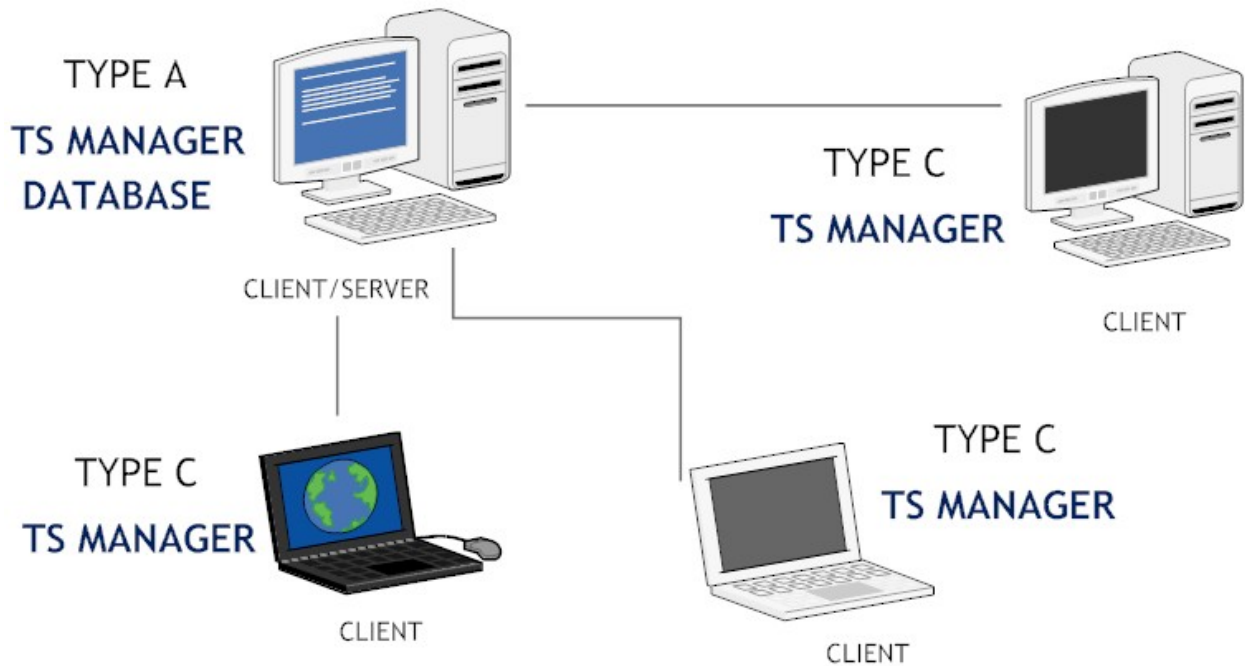 TYPE A
TS MANAGER
DATABASE
CLIENT/SERVER
TYPE C
TS MANAGER
CLIENT
TYPE C
TS MANAGER
CLIENT
TYPE C
TS MANAGER
CLIENT